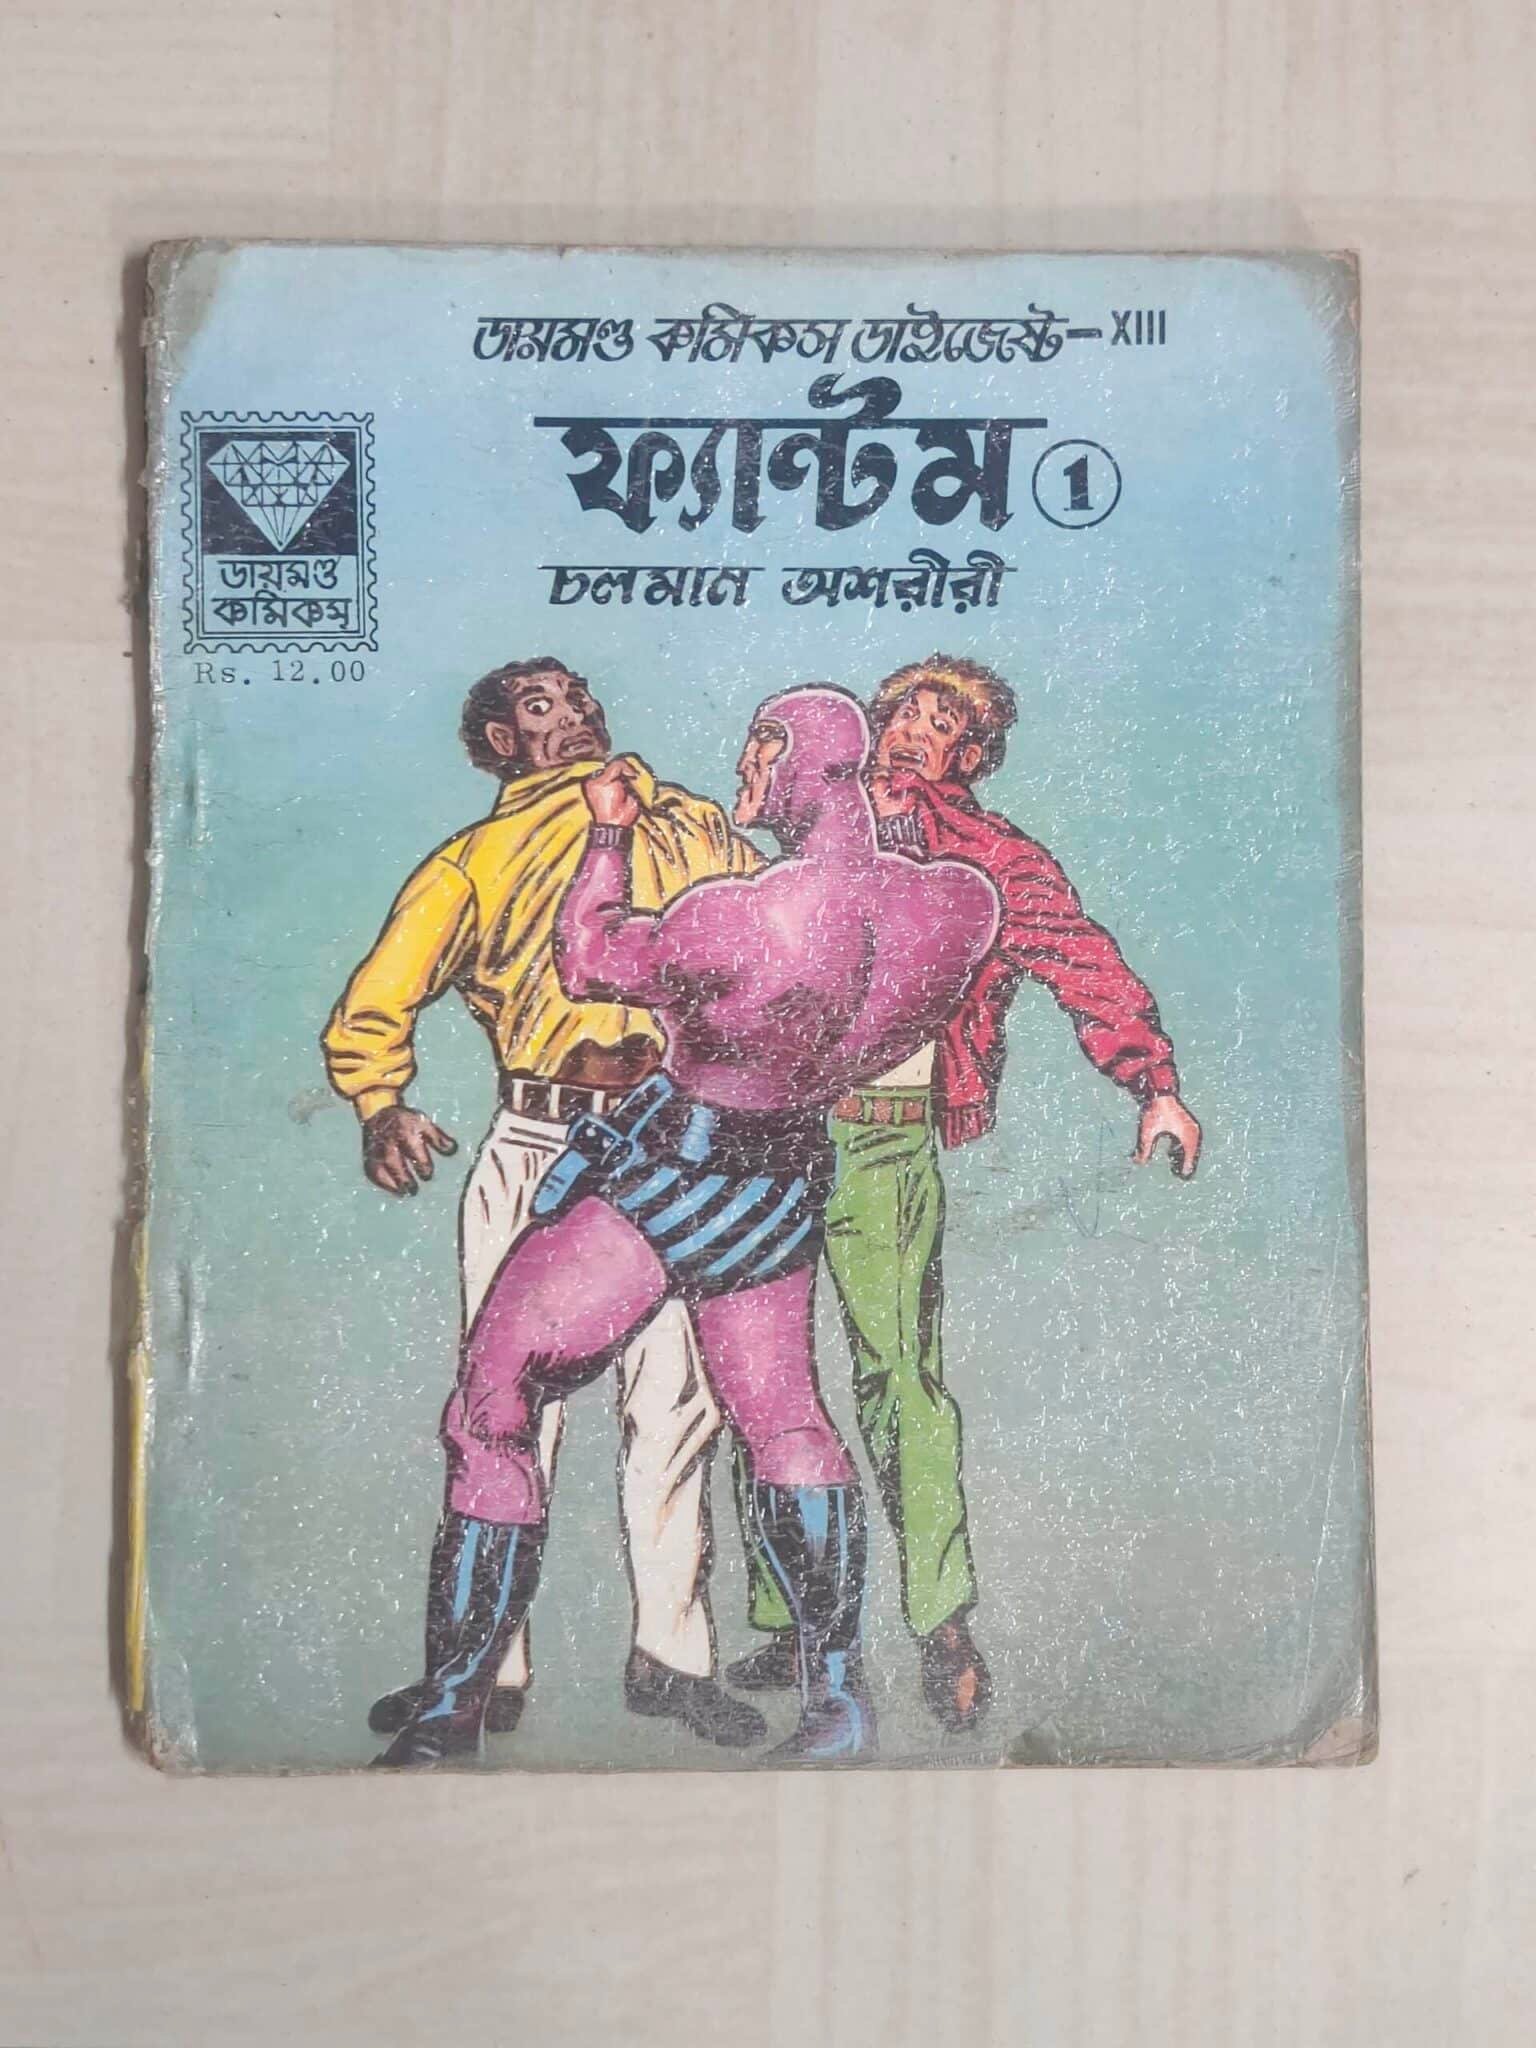 ডায়মণ্ড কমিকস ডাইজেষ্ট-XIII
ফ্যান্টম 1
চলমান অশরীরী
ডায়মণ্ড
কমিকস্
Rs. 12.00